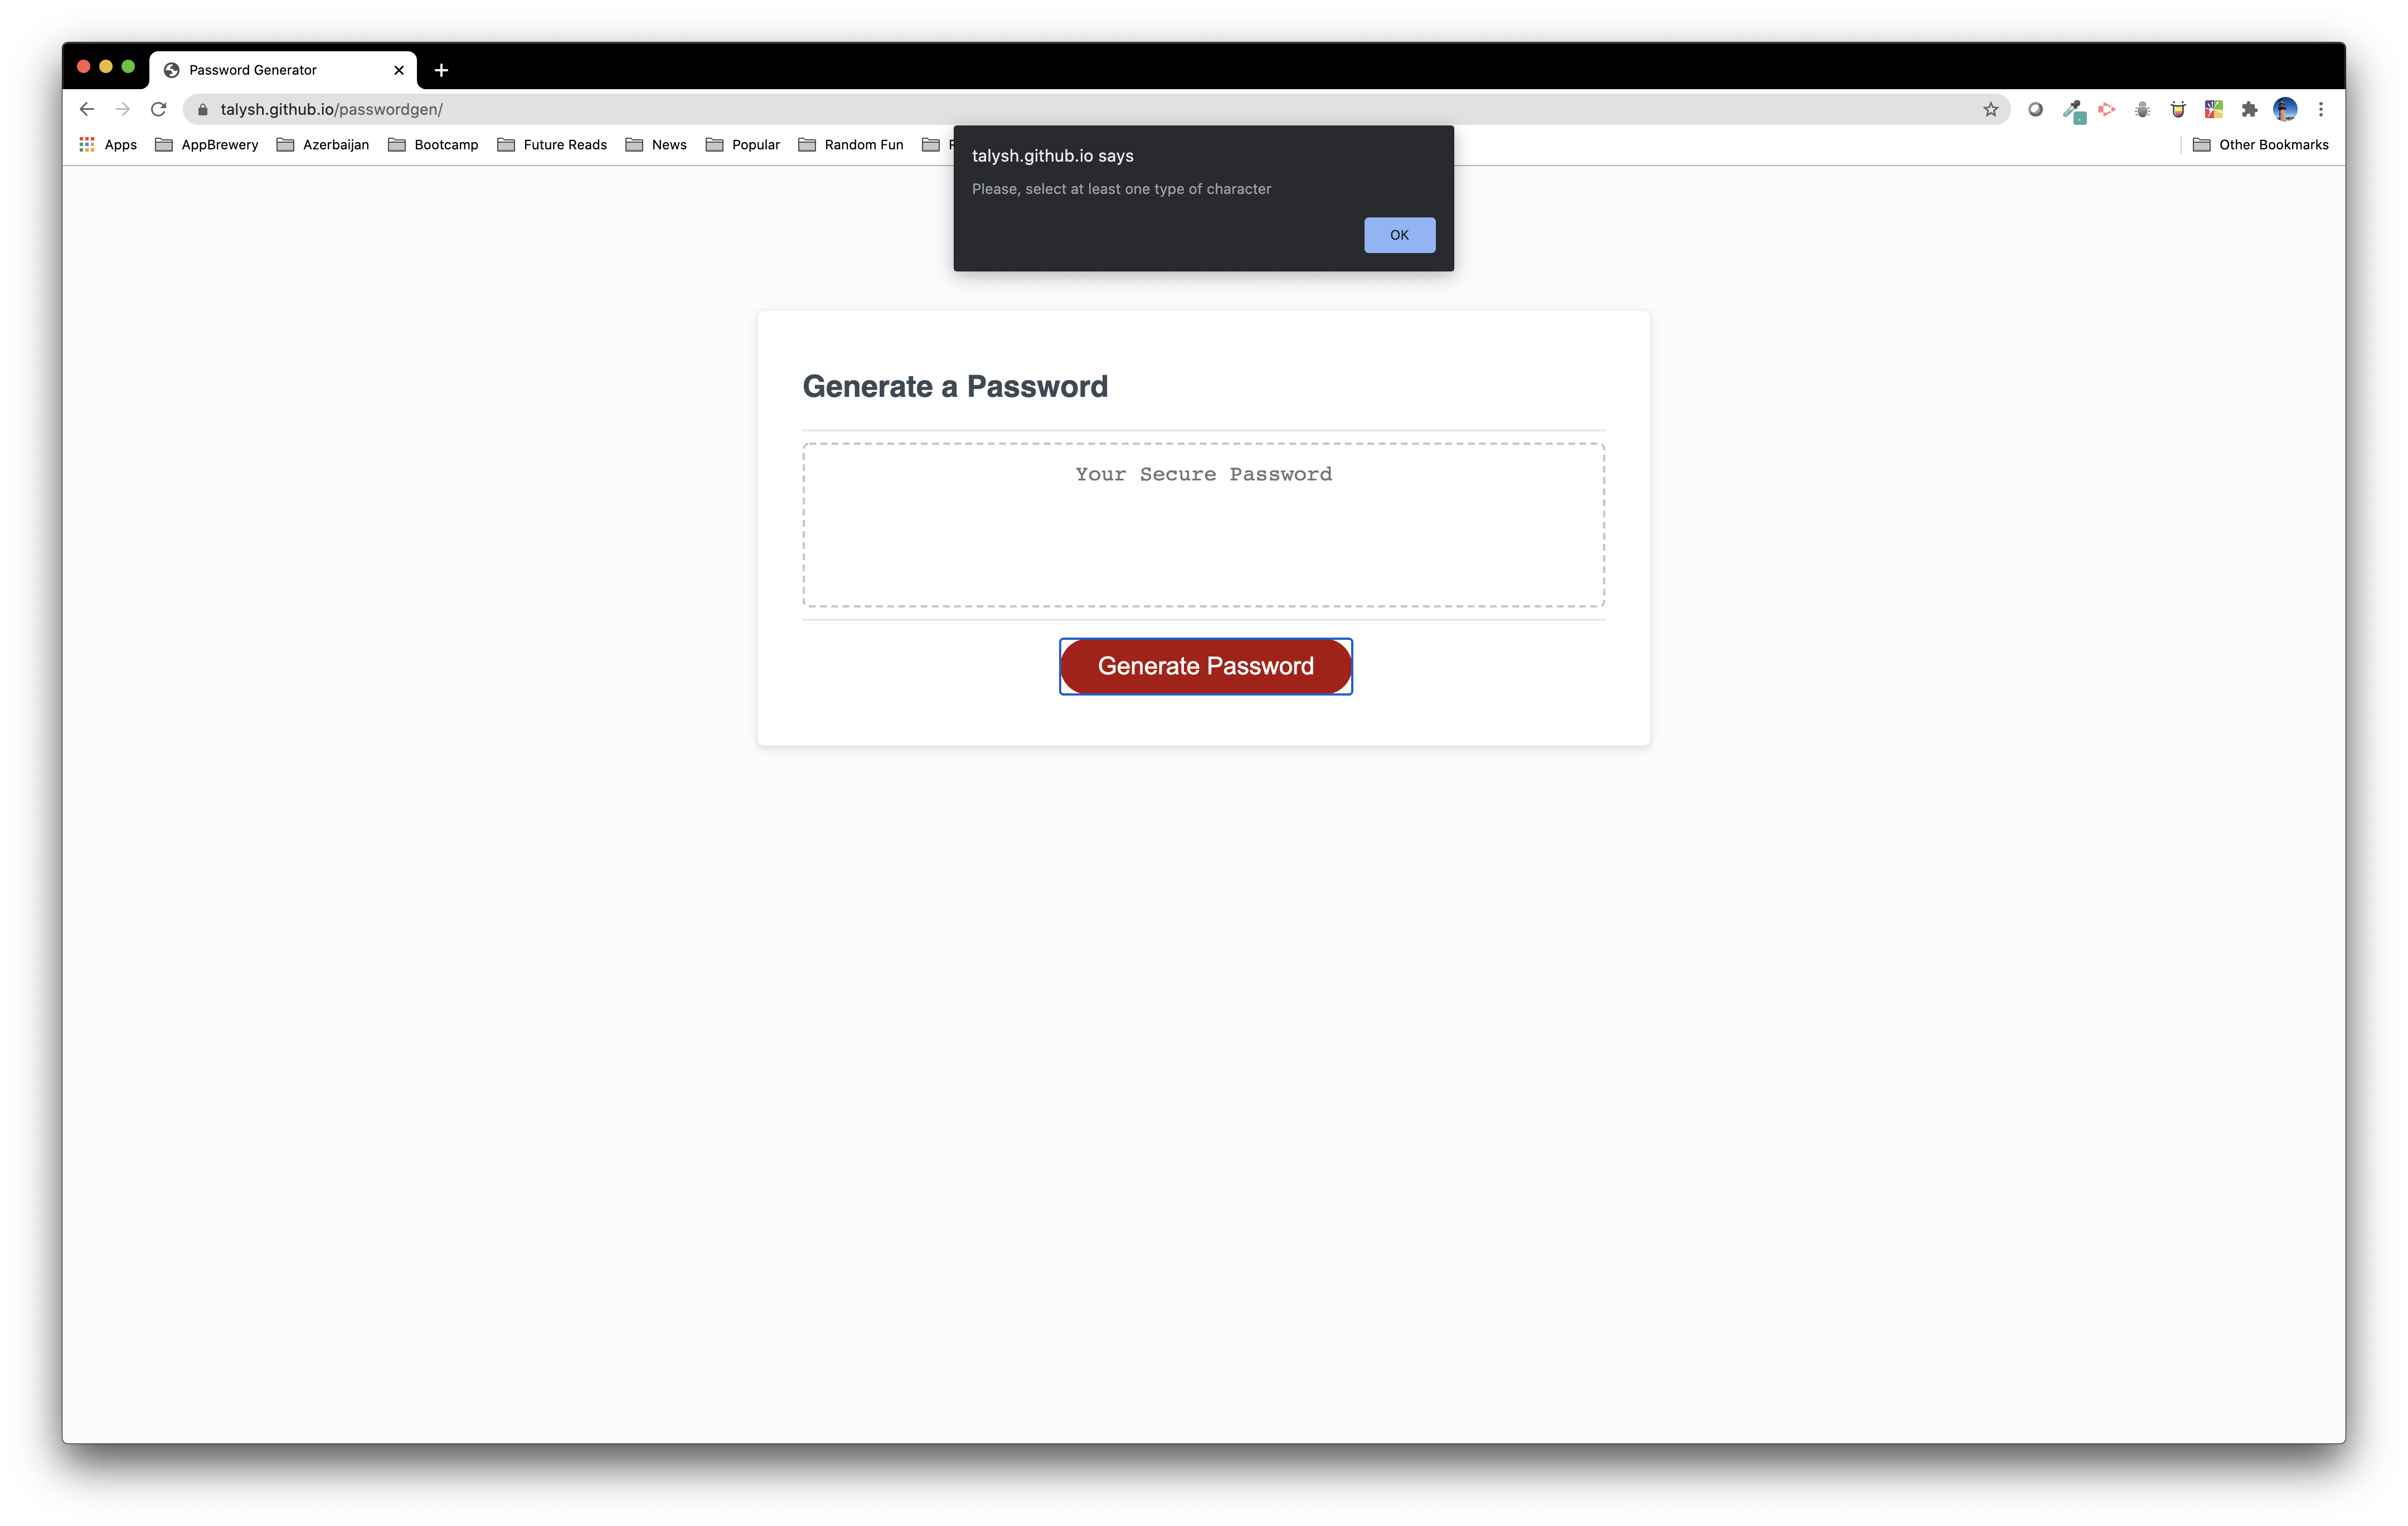 Password Generator
talysh.github.io/passwordgen/
Apps AppBrewery Azerbaijan Bootcamp Future Reads News Popular Random Fun Other Bookmarks
talysh.github.io says
Please, select at least one type of character
OK
Generate a Password
Your Secure Password
Generate Password